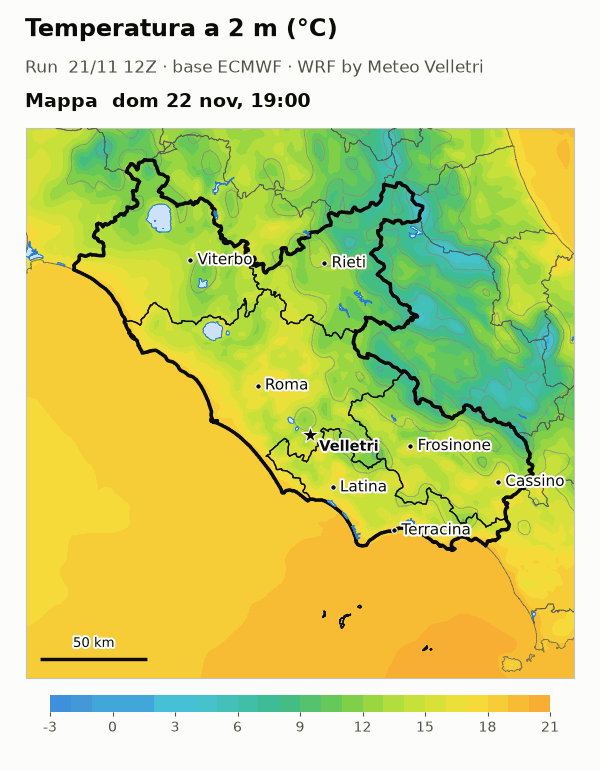 Temperatura a 2 m (°C)
Run 21/11 12Z · base ECMWF · WRF by Meteo Velletri
Mappa dom 22 nov, 19:00
Viterbo
Rieti
Roma
Velletri
Frosinone
Latina
Cassino
Terracina
50 km
-3 0 3 6 9 12 15 18 21